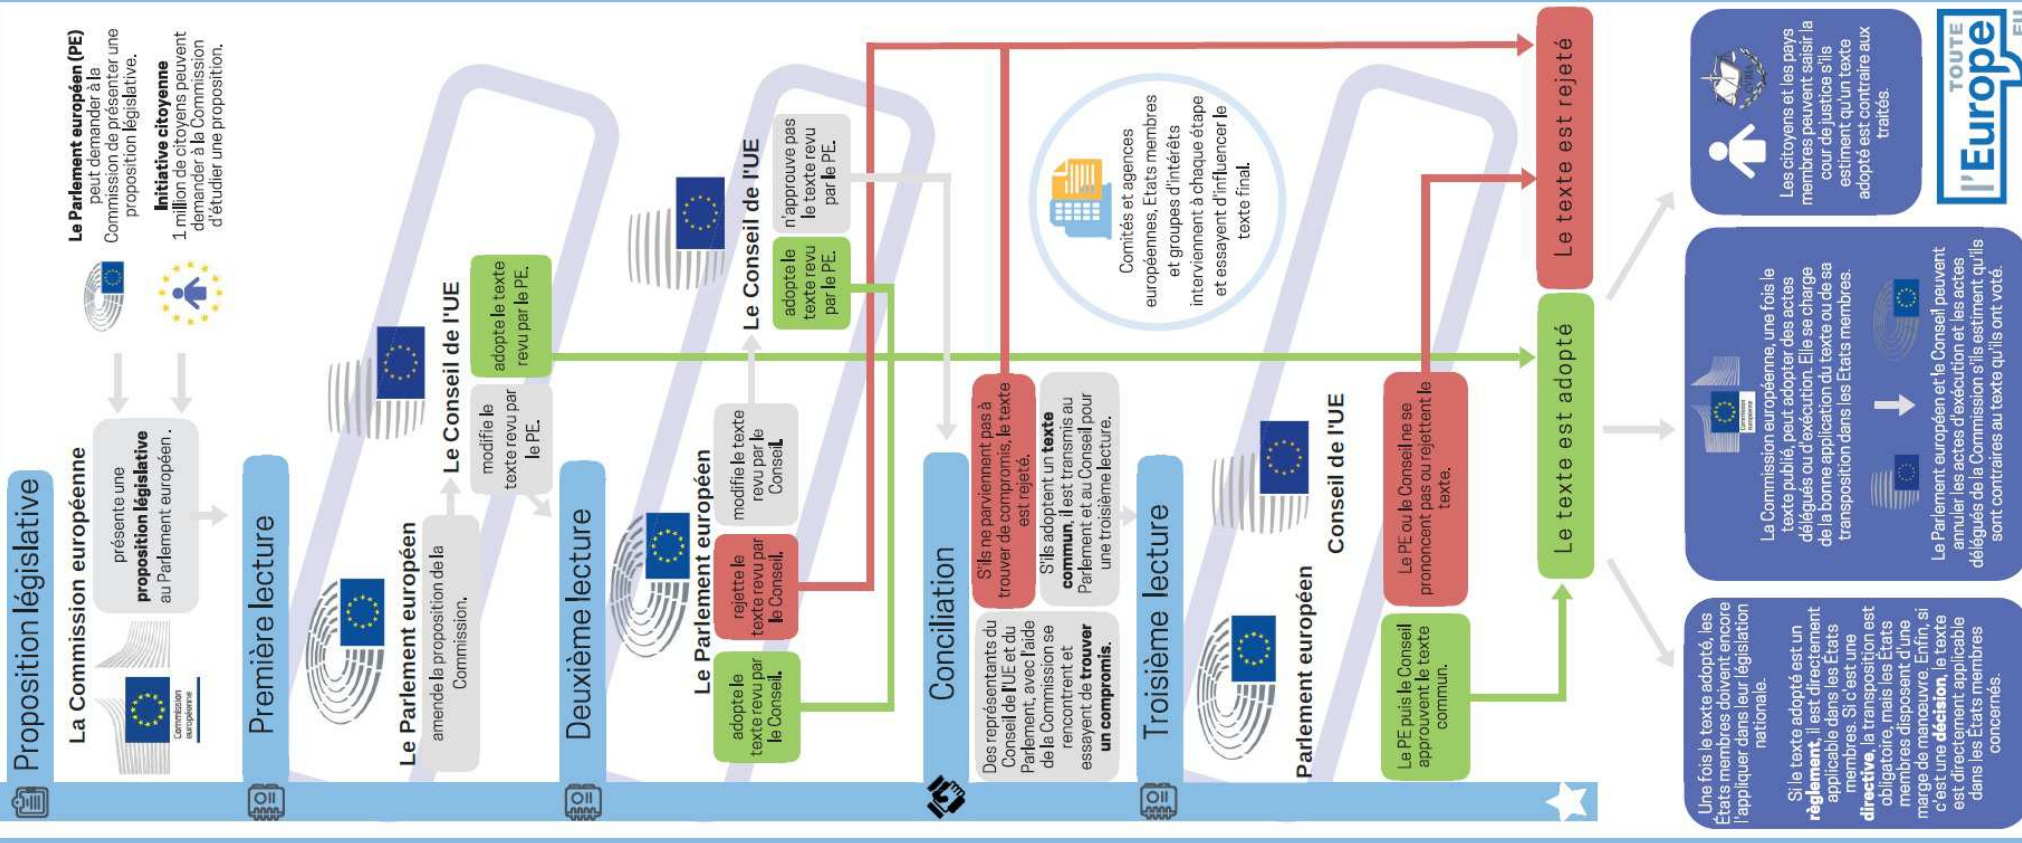 Proposition législative
La Commission européenne
présente une
proposition législative
au Parlement européen .
Commission
européenne
Le Parlement européen (PE)
peut demander à la
Commission de présenter une
proposition législative.
Initiative citoyenne
1 million de citoyens peuvent
demander à la Commission
d'étudier une proposition.
Première lecture
Le Parlement européen
amende la proposition de la
Commission.
Le Conseil de l'UE
modifie le
texte revu par
le PE.
adopte le texte
revu par le PE.
Deuxième lecture
Le Parlement européen
adopte le
texte revu par
le Conseil.
rejette le
texte revu par
le Conseil.
modifie le texte
revu par le
Conseil.
Le Conseil de l'UE
adopte le
texte revu
par le PE.
n'approuve pas
le texte revu
par le PE.
Conciliation
Des représentants du
Conseil de l'UE et du
Parlement, avec l'aide
de la Commission se
rencontrent et
essayent de trouver
un compromis.
S'ils ne parviennent pas à
trouver de compromis, le texte
est rejeté.
S'ils adoptent un texte
commun, il est transmis au
Parlement et au Conseil pour
une troisième lecture.
Comités et agences
européennes, Etats membres
et groupes d'intérêts
interviennent à chaque étape
et essayent d'influencer le
texte final.
Troisième lecture
Parlement européen
Conseil de l'UE
Le PE puis le Conseil
approuvent le texte
commun.
Le PE ou le Conseil ne se
prononcent pas ou rejettent le
texte.
Le texte est adopté
Le texte est rejeté
Une fois le texte adopté, les
États membres doivent encore
l'appliquer dans leur législation
nationale.
Si le texte adopté est un
règlement, il est directement
applicable dans les États
membres. Si c'est une
directive, la transposition est
obligatoire, mais les États
membres disposent d'une
marge de manœuvre. Enfin, si
c'est une décision, le texte
est directement applicable
dans les États membres
concernés.
Commission
européenne
La Commission européenne, une fois le
texte publié, peut adopter des actes
délégués ou d'exécution. Elle se charge
de la bonne application du texte ou de sa
transposition dans les Etats membres.
Le Parlement européen et le Conseil peuvent
annuler les actes d'exécution et les actes
délégués de la Commission s'ils estiment qu'ils
sont contraires au texte qu'ils ont voté.
CVRIA
Les citoyens et les pays
membres peuvent saisir la
cour de justice s'ils
estiment qu'un texte
adopté est contraire aux
traités.
TOUTE
l'Europe